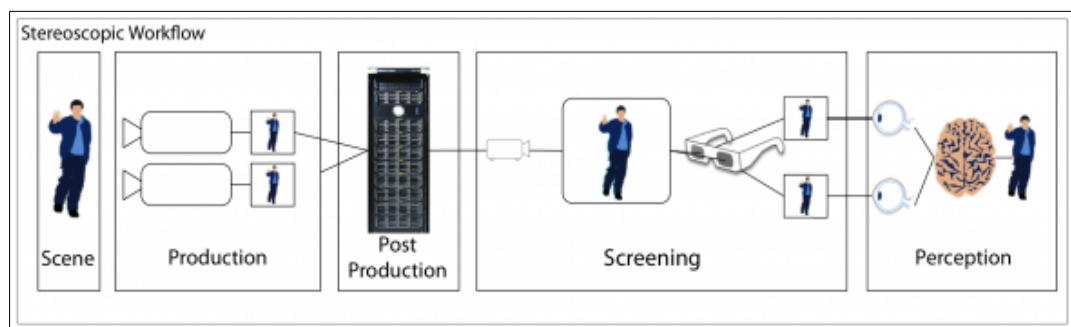 Stereoscopic Workflow
Scene
Production
Post
Production
Screening
Perception